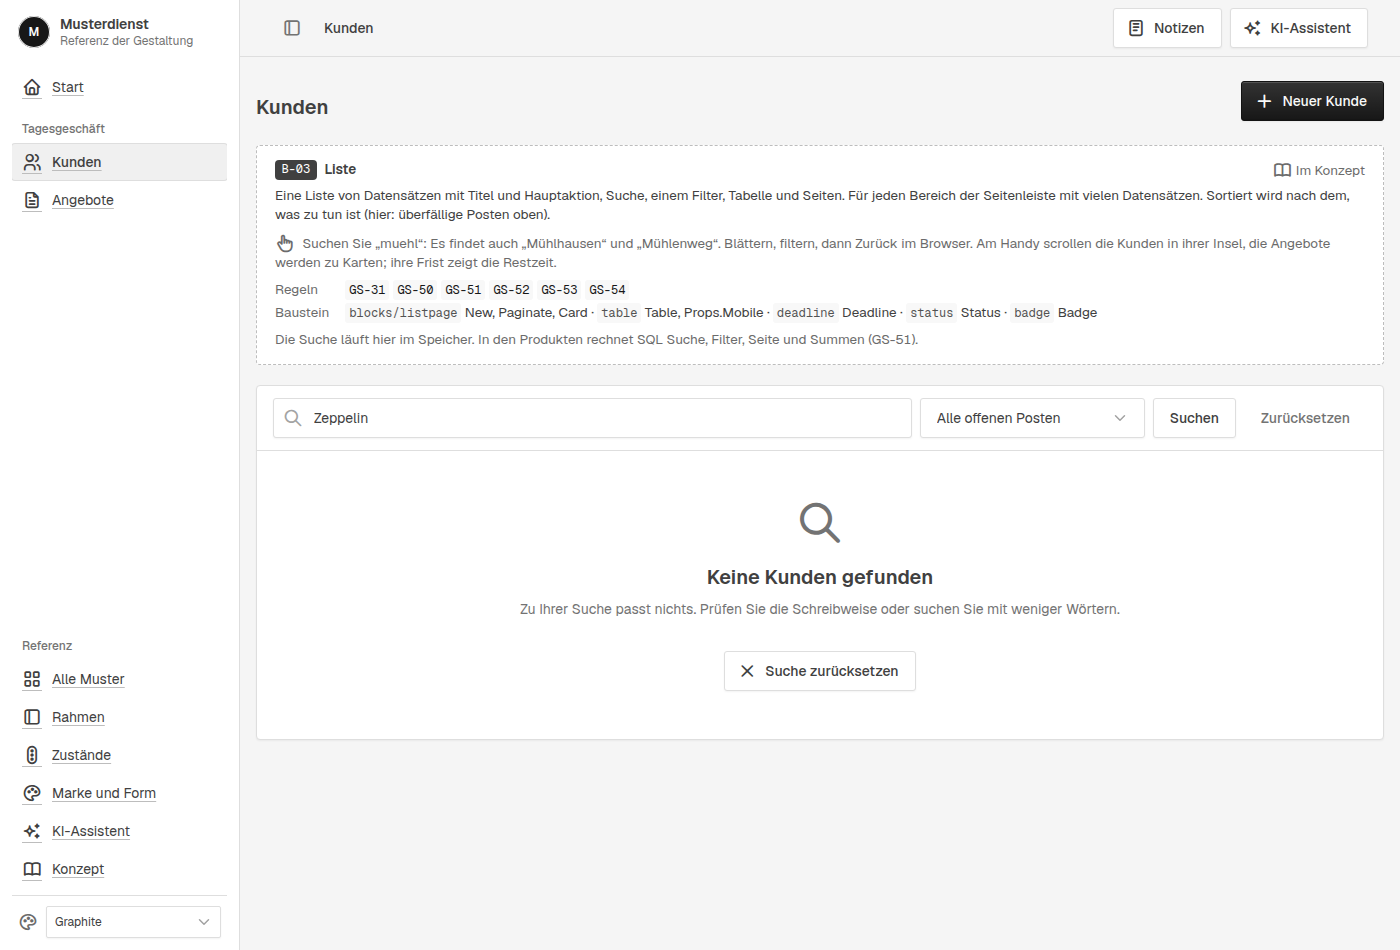 M
Musterdienst
Referenz der Gestaltung
Start
Tagesgeschäft
Kunden
Angebote
Referenz
Alle Muster
Rahmen
Zustände
Marke und Form
KI-Assistent
Konzept
Graphite
Kunden
Notizen
KI-Assistent
Kunden
Neuer Kunde
B-03 Liste
Im Konzept
Eine Liste von Datensätzen mit Titel und Hauptaktion, Suche, einem Filter, Tabelle und Seiten. Für jeden Bereich der Seitenleiste mit vielen Datensätzen. Sortiert wird nach dem,
was zu tun ist (hier: überfällige Posten oben).
Suchen Sie „muehl“: Es findet auch „Mühlhausen“ und „Mühlenweg“. Blättern, filtern, dann Zurück im Browser. Am Handy scrollen die Kunden in ihrer Insel, die Angebote
werden zu Karten; ihre Frist zeigt die Restzeit.
Regeln GS-31 GS-50 GS-51 GS-52 GS-53 GS-54
Baustein blocks/listpage New, Paginate, Card · table Table, Props.Mobile · deadline Deadline · status Status · badge Badge
Die Suche läuft hier im Speicher. In den Produkten rechnet SQL Suche, Filter, Seite und Summen (GS-51).
Zeppelin
Alle offenen Posten
Suchen
Zurücksetzen
Keine Kunden gefunden
Zu Ihrer Suche passt nichts. Prüfen Sie die Schreibweise oder suchen Sie mit weniger Wörtern.
Suche zurücksetzen